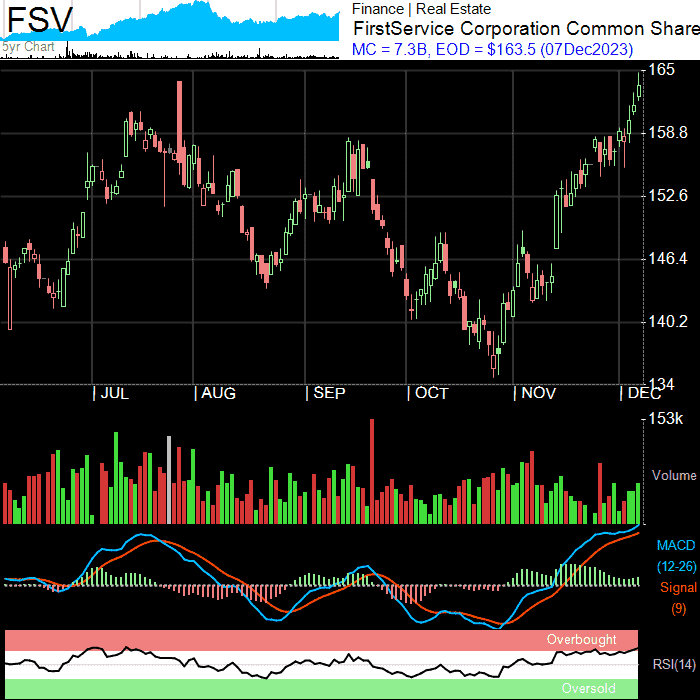 FSV
5yr Chart
Finance | Real Estate
FirstService Corporation Common Share
MC = 7.3B, EOD = $163.5 (07Dec2023)
165
158.8
152.6
146.4
140.2
134
| JUL | AUG | SEP | OCT | NOV | DEC
153k
Volume
MACD
(12-26)
Signal
(9)
Overbought
RSI(14)
Oversold